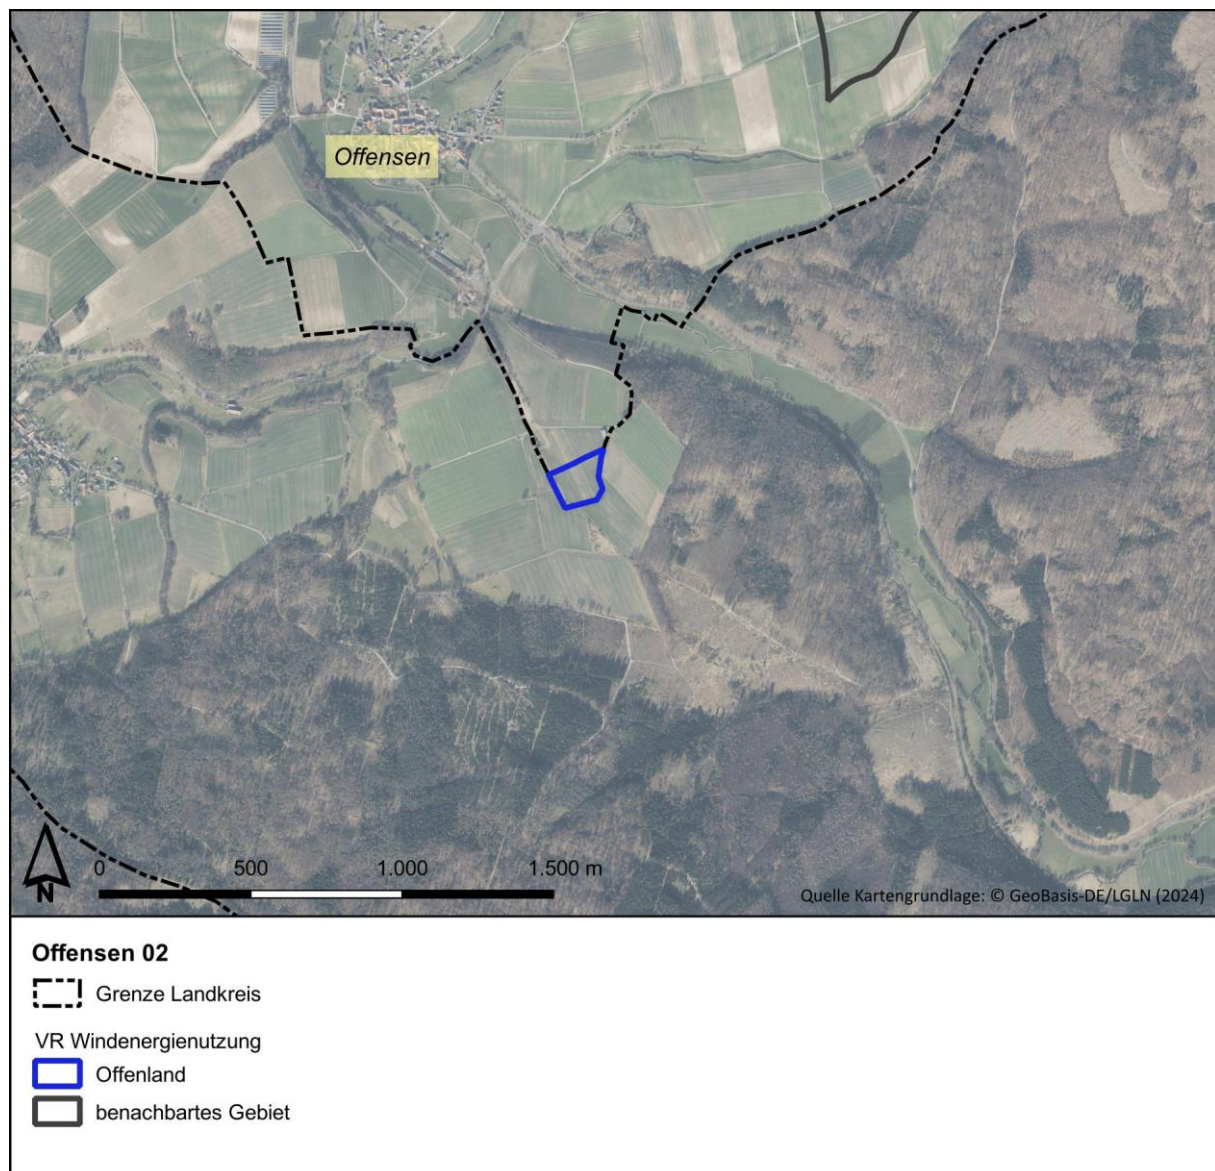 Offensen
N
0 500 1.000 1.500 m
Quelle Kartengrundlage: © GeoBasis-DE/LGLN (2024)
Offensen 02
Grenze Landkreis
VR Windenergienutzung
Offenland
benachbartes Gebiet